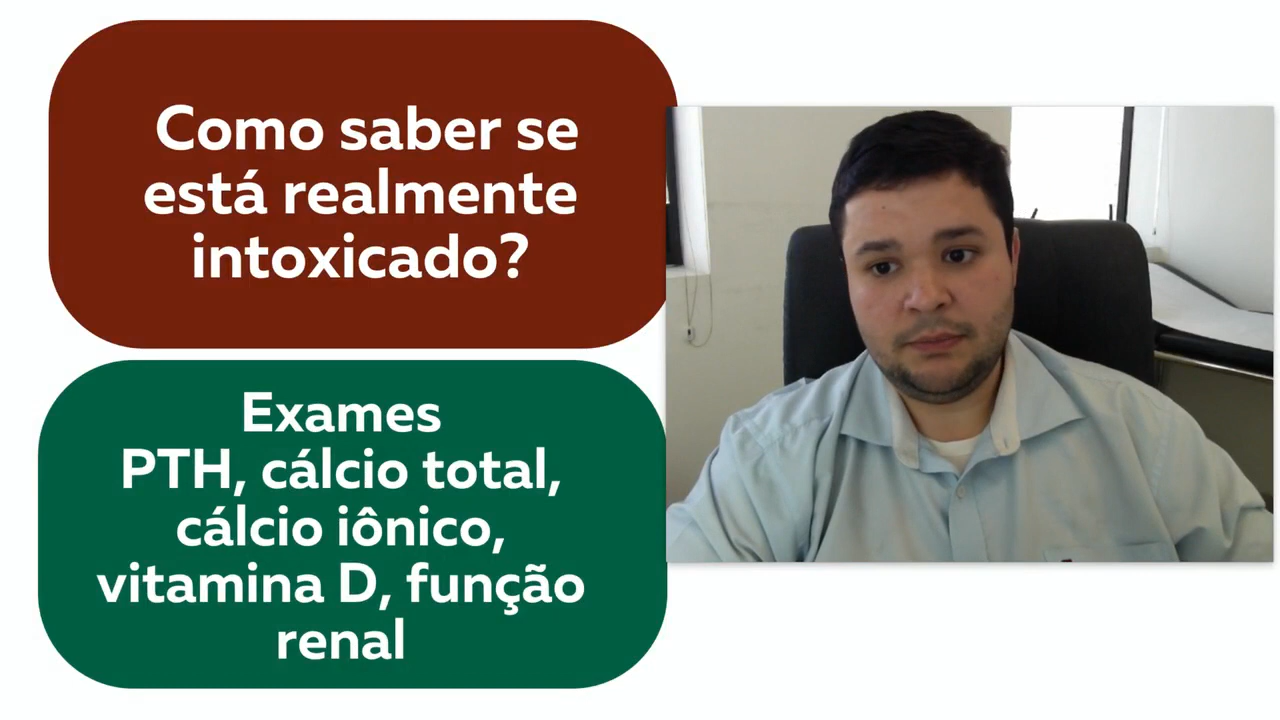 Como saber se
está realmente
intoxicado?
Exames
PTH, cálcio total,
cálcio iônico,
vitamina D, função
renal